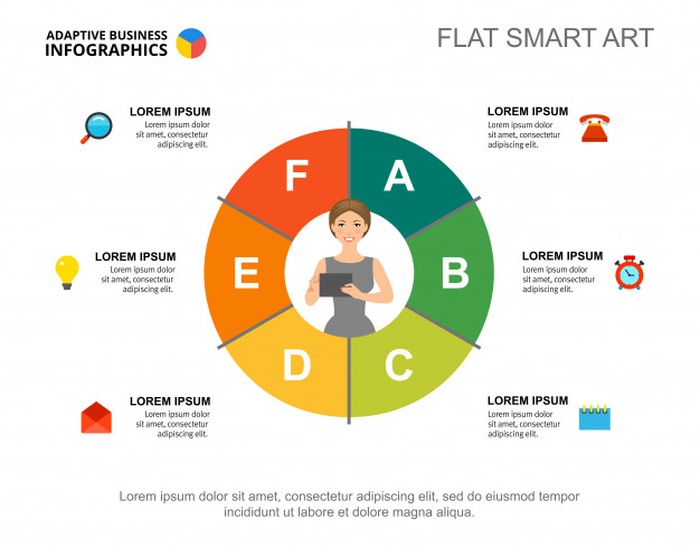 ADAPTIVE BUSINESS
INFOGRAPHICS
FLAT SMART ART
LOREM IPSUM
Lorem ipsum dolor
sit amet, consectetur
adipiscing elit.
LOREM IPSUM
Lorem ipsum dolor
sit amet, consectetur
adipiscing elit.
F
A
LOREM IPSUM
Lorem ipsum dolor
sit amet, consectetur
adipiscing elit.
E
B
LOREM IPSUM
Lorem ipsum dolor
sit amet, consectetur
adipiscing elit.
D
C
LOREM IPSUM
Lorem ipsum dolor
sit amet, consectetur
adipiscing elit.
LOREM IPSUM
Lorem ipsum dolor
sit amet, consectetur
adipiscing elit.
Lorem ipsum dolor sit amet, consectetur adipiscing elit, sed do eiusmod tempor
incididunt ut labore et dolore magna aliqua.